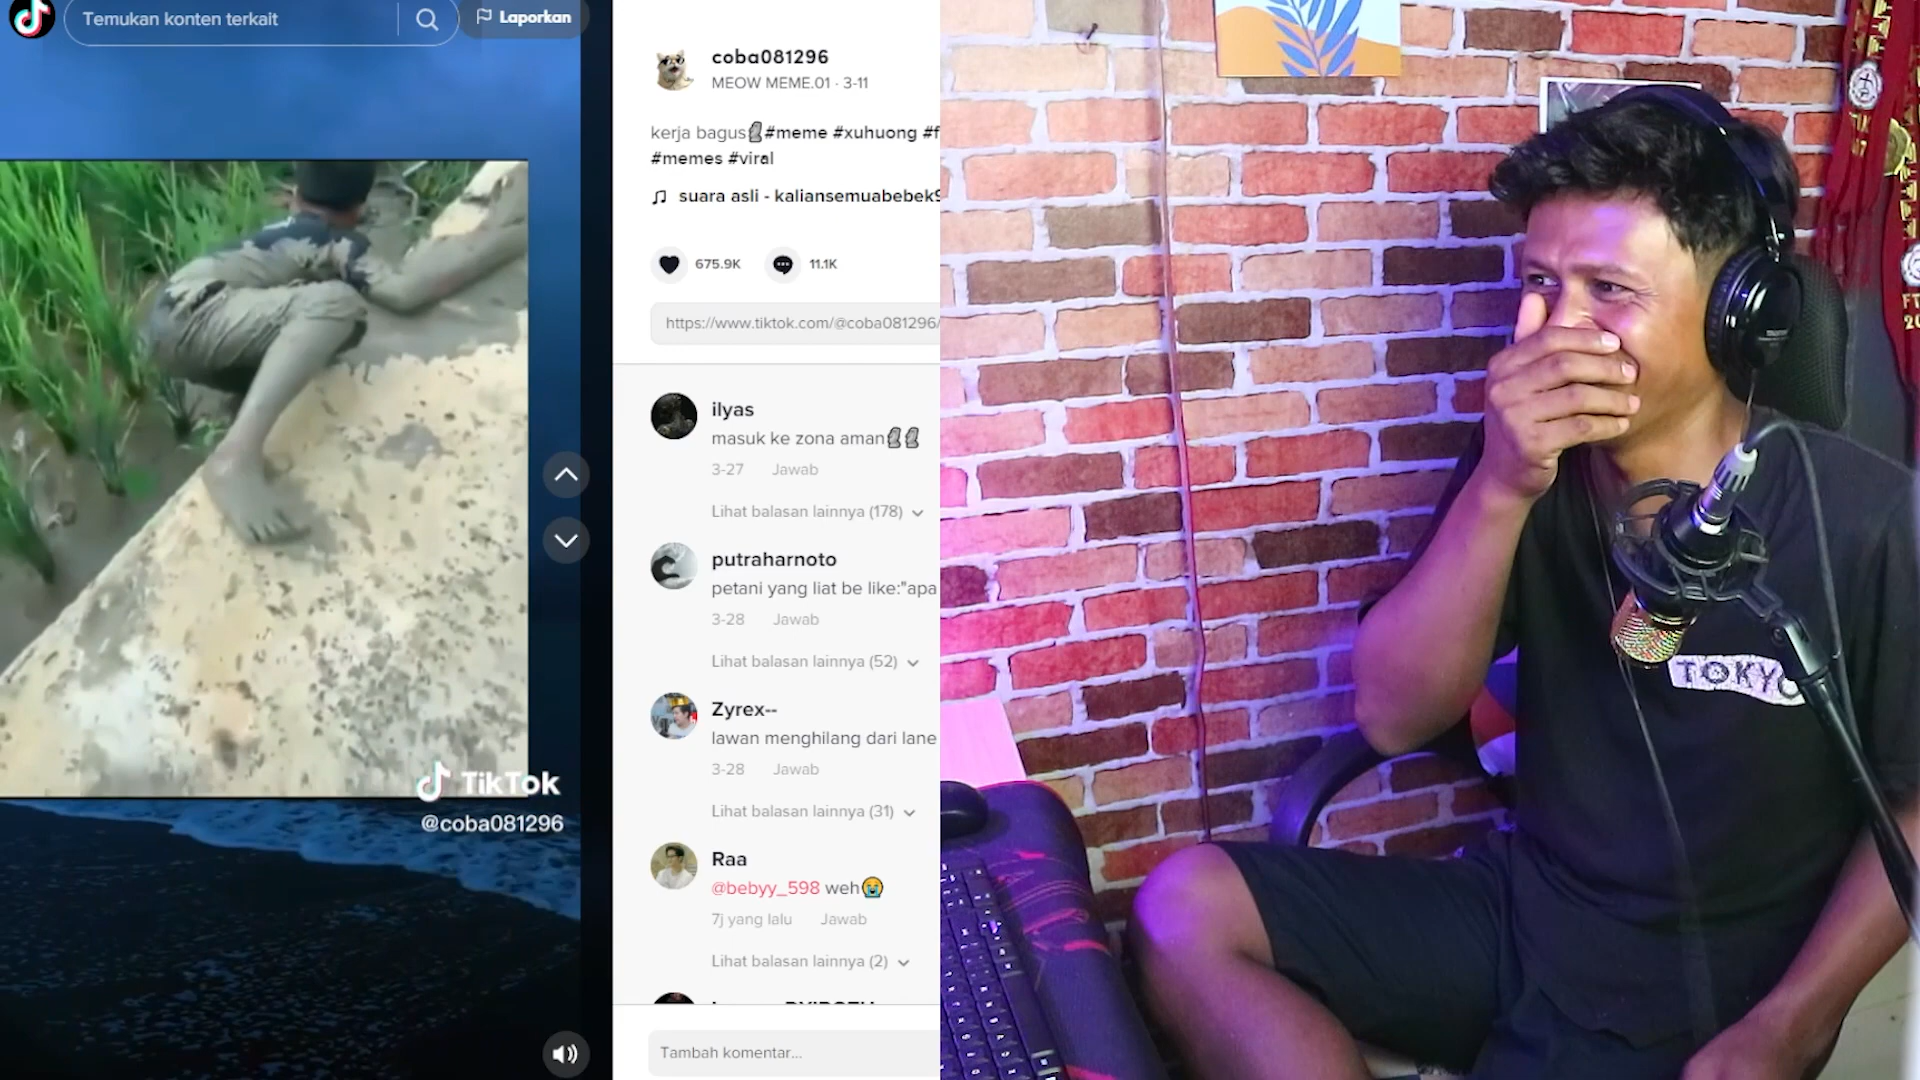 Temukan konten terkait
Laporkan
coba081296
MEOW MEME.01 · 3-11
kerja bagus🗿#meme #xuhuong #f
#memes #viral
suara asli - kaliansemuabebek9
675.9K
11.1K
https://www.tiktok.com/@coba081296/
ilyas
masuk ke zona aman🗿🗿
3-27 Jawab
Lihat balasan lainnya (178)
putraharnoto
petani yang liat be like:"apa
3-28 Jawab
Lihat balasan lainnya (52)
Zyrex--
lawan menghilang dari lane
3-28 Jawab
Lihat balasan lainnya (31)
Raa
@bebyy_598 weh😭
7j yang lalu Jawab
Lihat balasan lainnya (2)
Tambah komentar...
TikTok
@coba081296
TOKYO